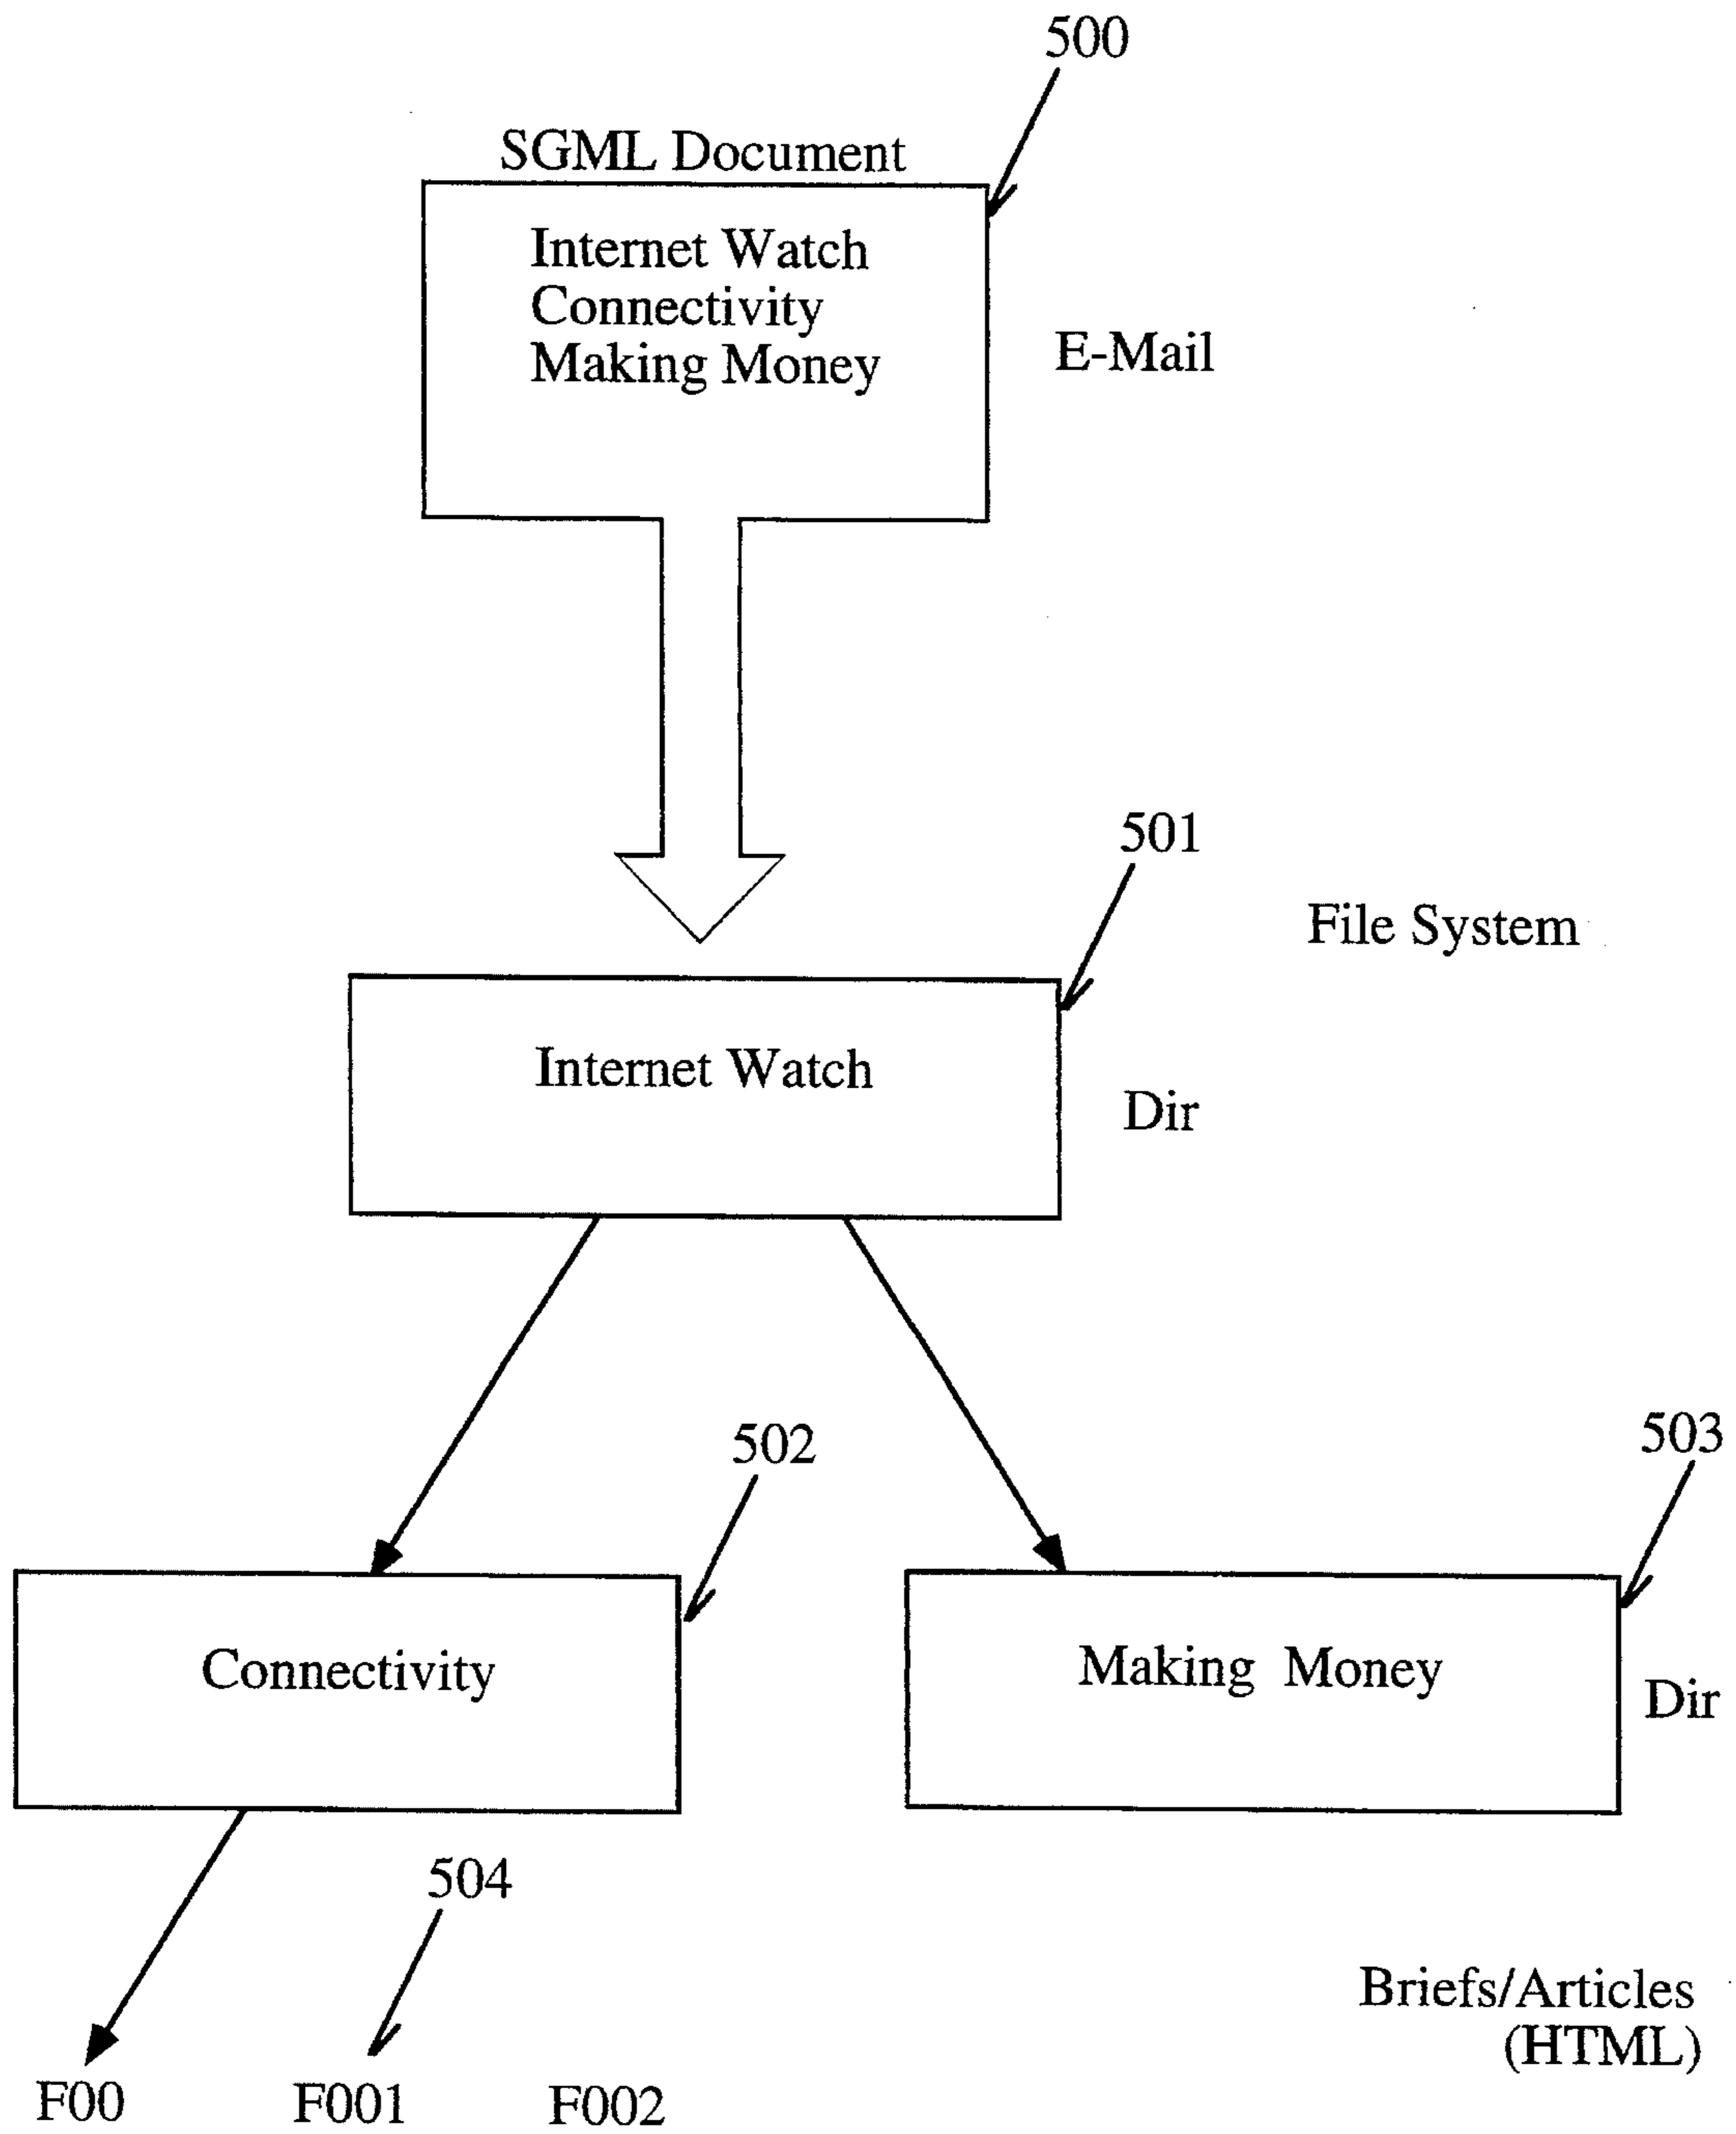 500
SGML Document
Internet Watch
Connectivity
Making Money
E-Mail
501
File System
Internet Watch
Dir
502
503
Connectivity
Making Money
Dir
504
Briefs/Articles
(HTML)
F00
F001
F002